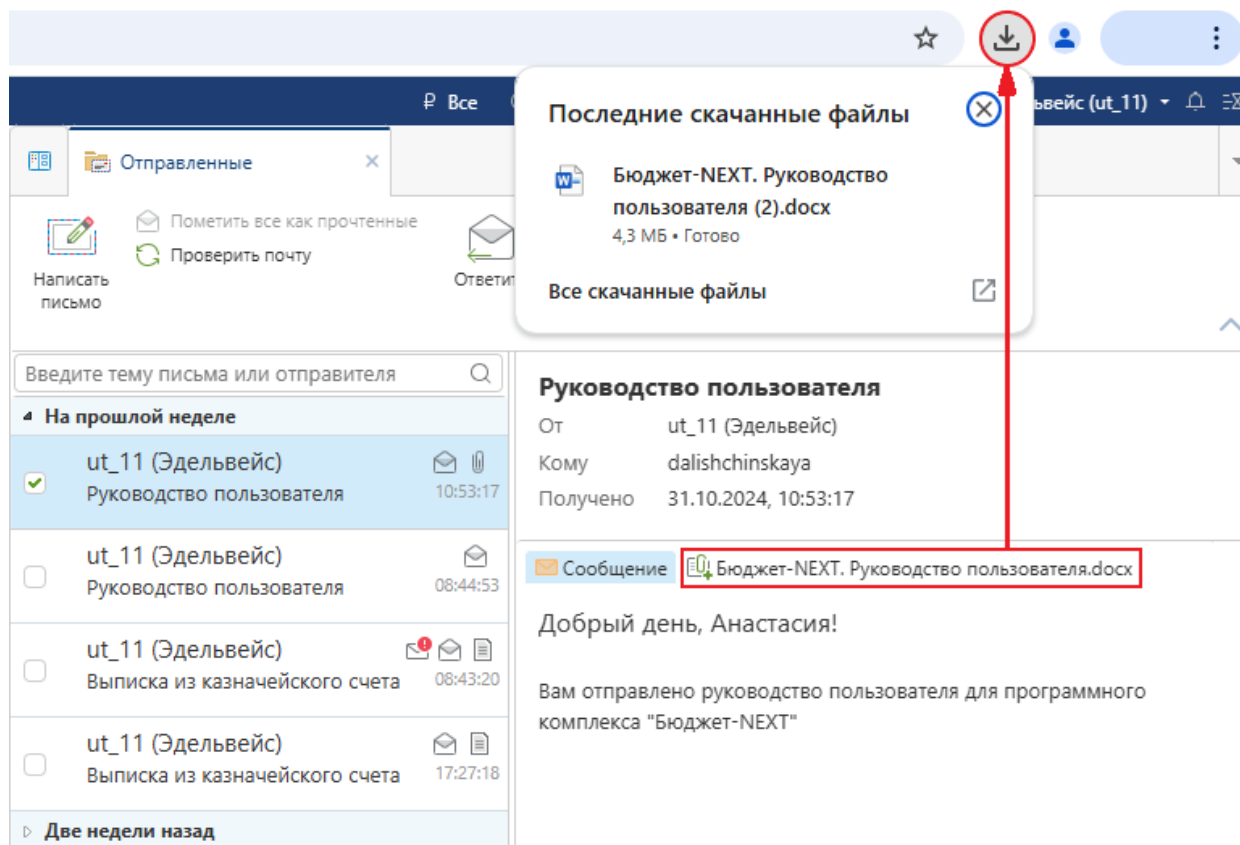 ₽ Все
ьвейс (ut_11)
Последние скачанные файлы
Бюджет-NEXT. Руководство
пользователя (2).docx
4,3 МБ • Готово
Все скачанные файлы
Отправленные
Написать
письмо
Пометить все как прочтенные
Проверить почту
Ответит
Введите тему письма или отправителя
На прошлой неделе
ut_11 (Эдельвейс)
Руководство пользователя 10:53:17
ut_11 (Эдельвейс)
Руководство пользователя 08:44:53
ut_11 (Эдельвейс)
Выписка из казначейского счета 08:43:20
ut_11 (Эдельвейс)
Выписка из казначейского счета 17:27:18
Две недели назад
Руководство пользователя
От ut_11 (Эдельвейс)
Кому dalishchinskaya
Получено 31.10.2024, 10:53:17
Сообщение Бюджет-NEXT. Руководство пользователя.docx
Добрый день, Анастасия!
Вам отправлено руководство пользователя для программного
комплекса "Бюджет-NEXT"